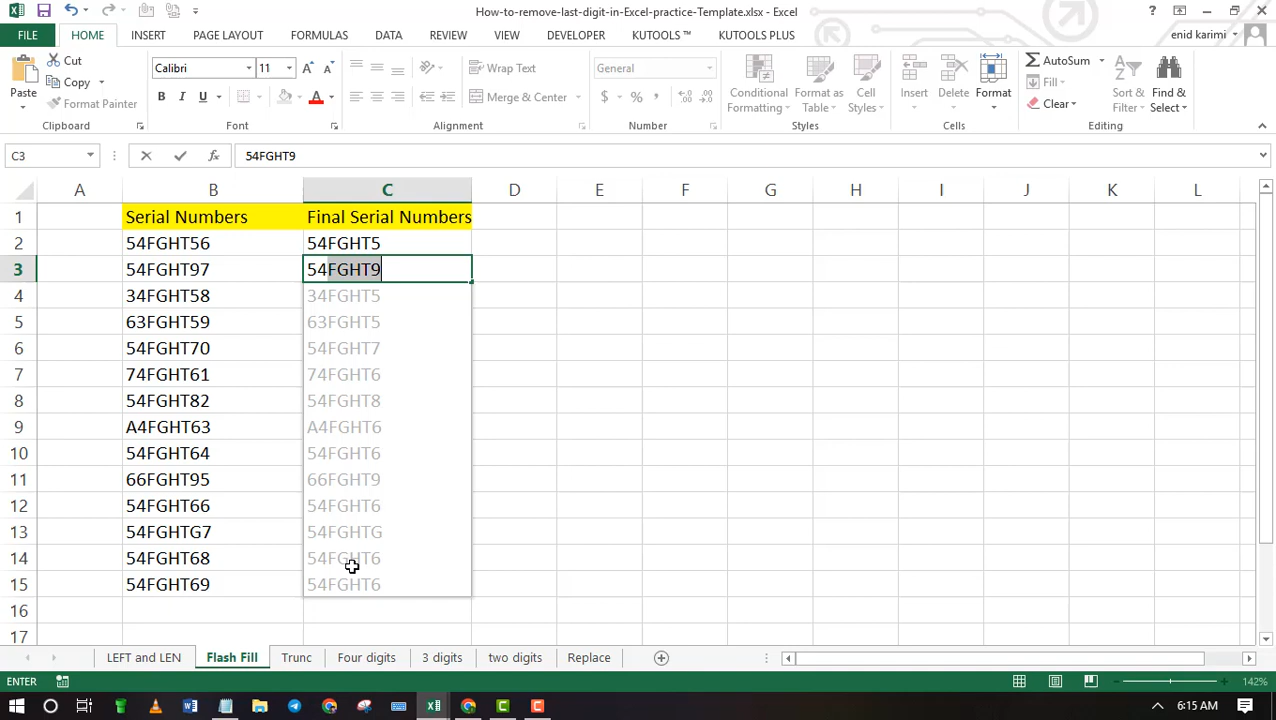 How-to-remove-last-digit-in-Excel-practice-Template.xlsx - Excel
FILE HOME INSERT PAGE LAYOUT FORMULAS DATA REVIEW VIEW DEVELOPER KUTOOLS ™ KUTOOLS PLUS enid karimi
Paste
Cut
Copy
Format Painter
Clipboard
Calibri 11
B I U A
Font
Wrap Text
Merge & Center
Alignment
General
$ %
Number
Conditional Formatting
Format as Table
Cell Styles
Styles
Insert
Delete
Format
Cells
AutoSum
Fill
Clear
Sort & Filter
Find & Select
Editing
C3 fx 54FGHT9
A B C D E F G H I J K L
1 Serial Numbers Final Serial Numbers
2 54FGHT56 54FGHT5
3 54FGHT97 54FGHT9
4 34FGHT58 34FGHT5
5 63FGHT59 63FGHT5
6 54FGHT70 54FGHT7
7 74FGHT61 74FGHT6
8 54FGHT82 54FGHT8
9 A4FGHT63 A4FGHT6
10 54FGHT64 54FGHT6
11 66FGHT95 66FGHT9
12 54FGHT66 54FGHT6
13 54FGHTG7 54FGHTG
14 54FGHT68 54FGHT6
15 54FGHT69 54FGHT6
16
17
LEFT and LEN Flash Fill Trunc Four digits 3 digits two digits Replace
ENTER 142%
6:15 AM